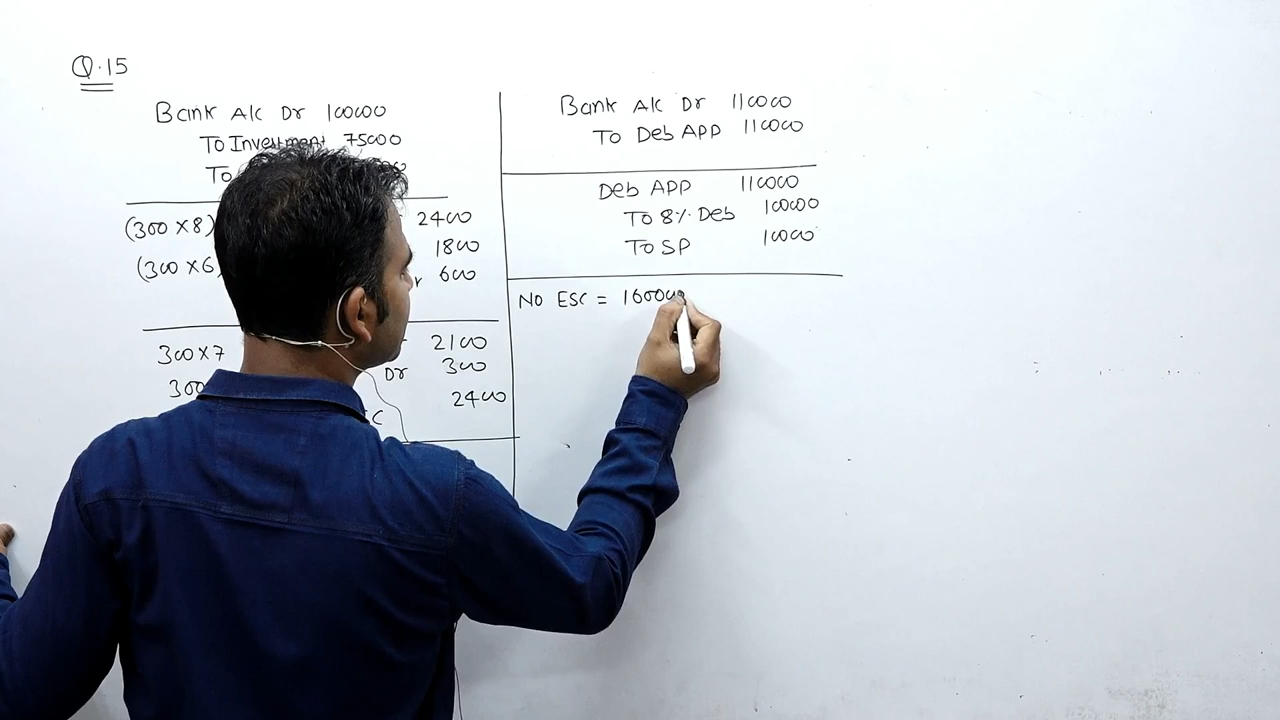 Q.15
Bank A/c Dr 100000
To Investment 75000
To
(300 X 8) 2400
(300 X 6 1800
600
300 X 7 2100
300 Dr 300
2400
Bank A/c Dr 110000
To Deb APP 110000
Deb APP 110000
To 8% Deb 100000
To SP 10000
No ESC = 160000